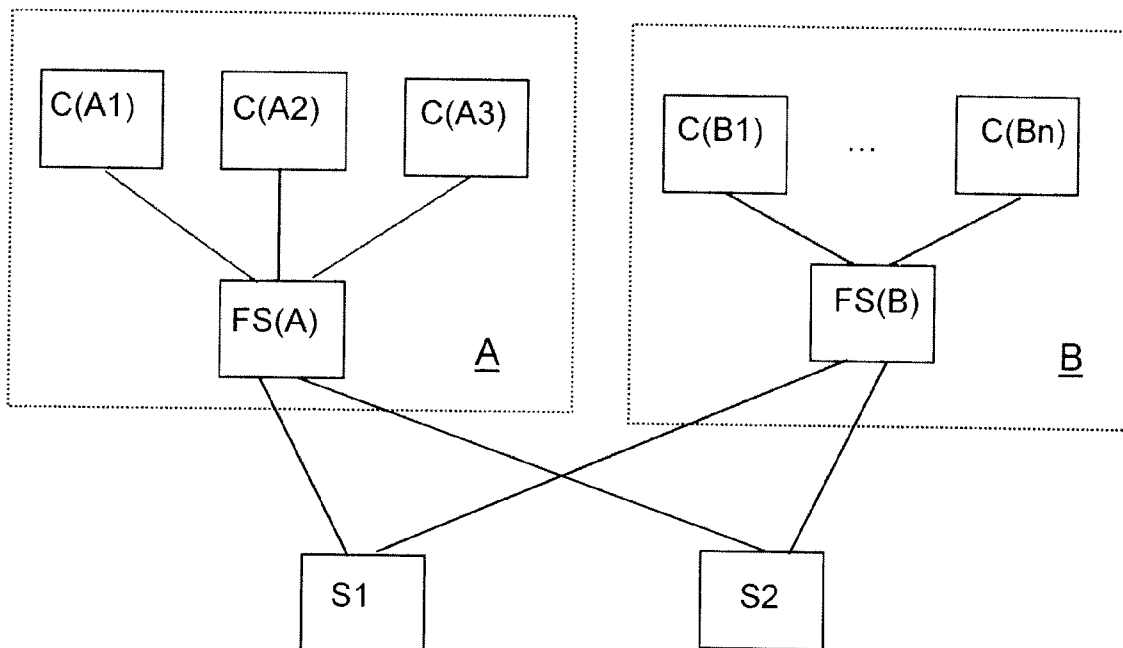 C(A1)
C(A2)
C(A3)
FS(A)
A
C(B1)
...
C(Bn)
FS(B)
B
S1
S2